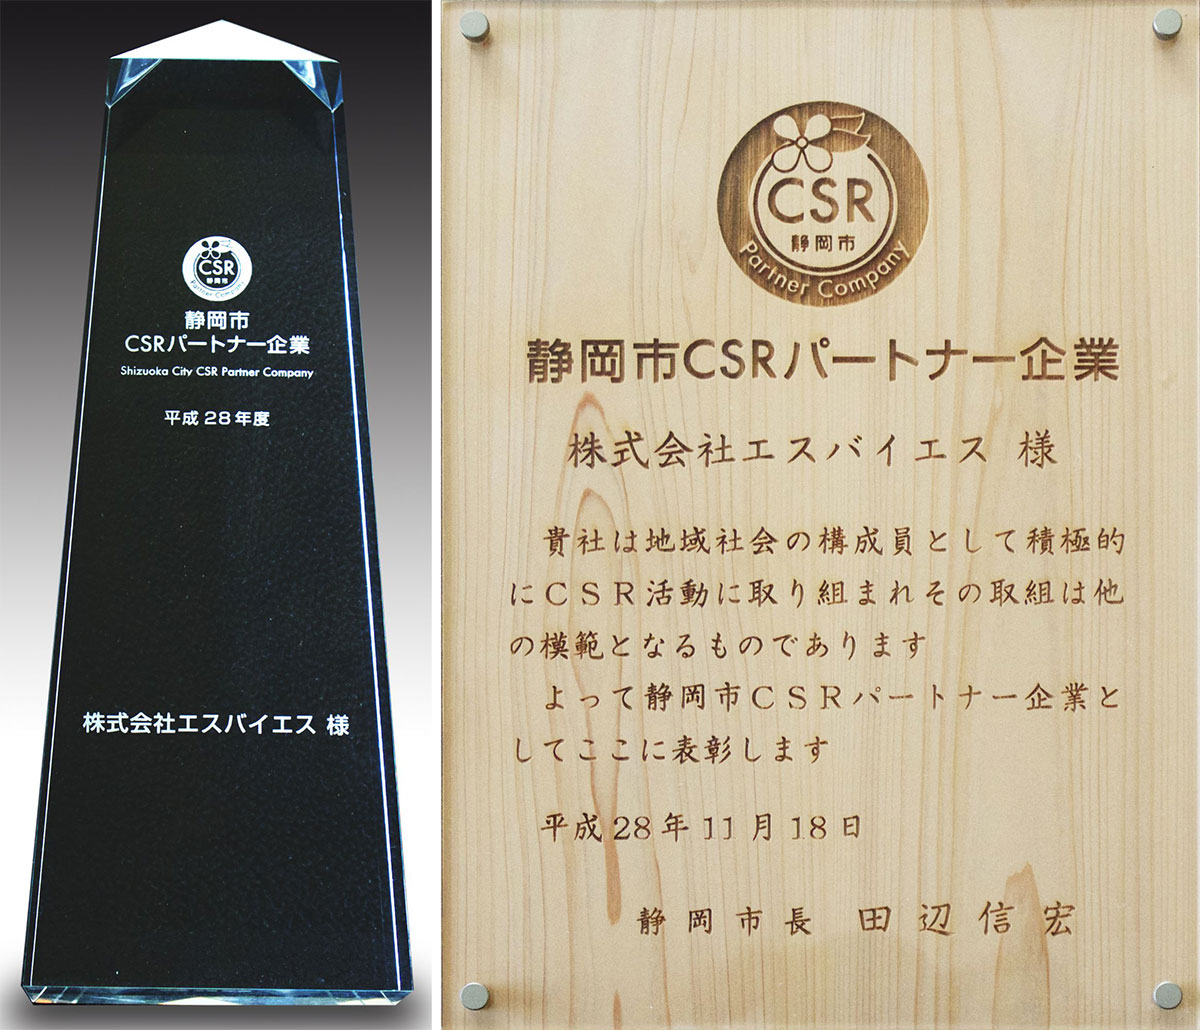 CSR
静岡市
Partner Company
静岡市
CSRパートナー企業
Shizuoka City CSR Partner Company
平成28年度
株式会社エスバイエス 様
CSR
静岡市
Partner Company
静岡市CSRパートナー企業
株式会社エスバイエス 様
貴社は地域社会の構成員として積極的
にCSR活動に取り組まれその取組は他
の模範となるものであります
よって静岡市CSRパートナー企業と
してここに表彰します
平成28年11月18日
静岡市長 田辺信宏